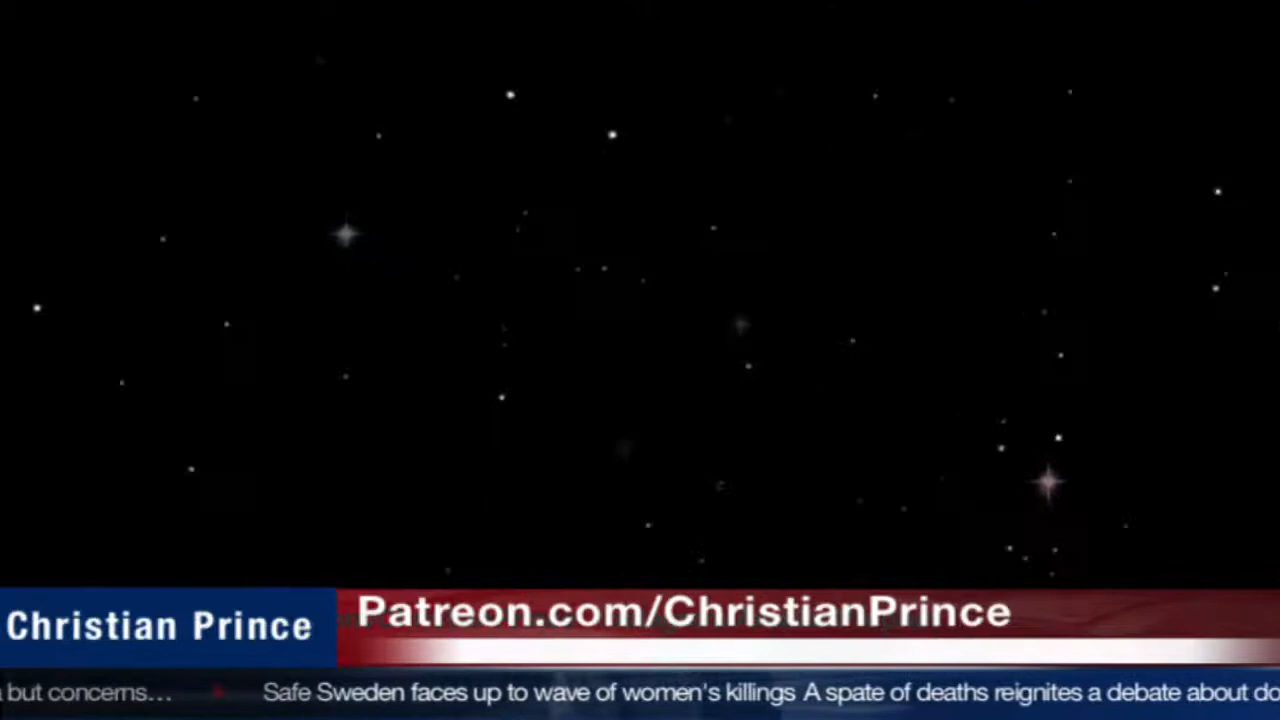 Patreon.com/ChristianPrince
Christian Prince
but concerns... Safe Sweden faces up to wave of women's killings A spate of deaths reignites a debate about do